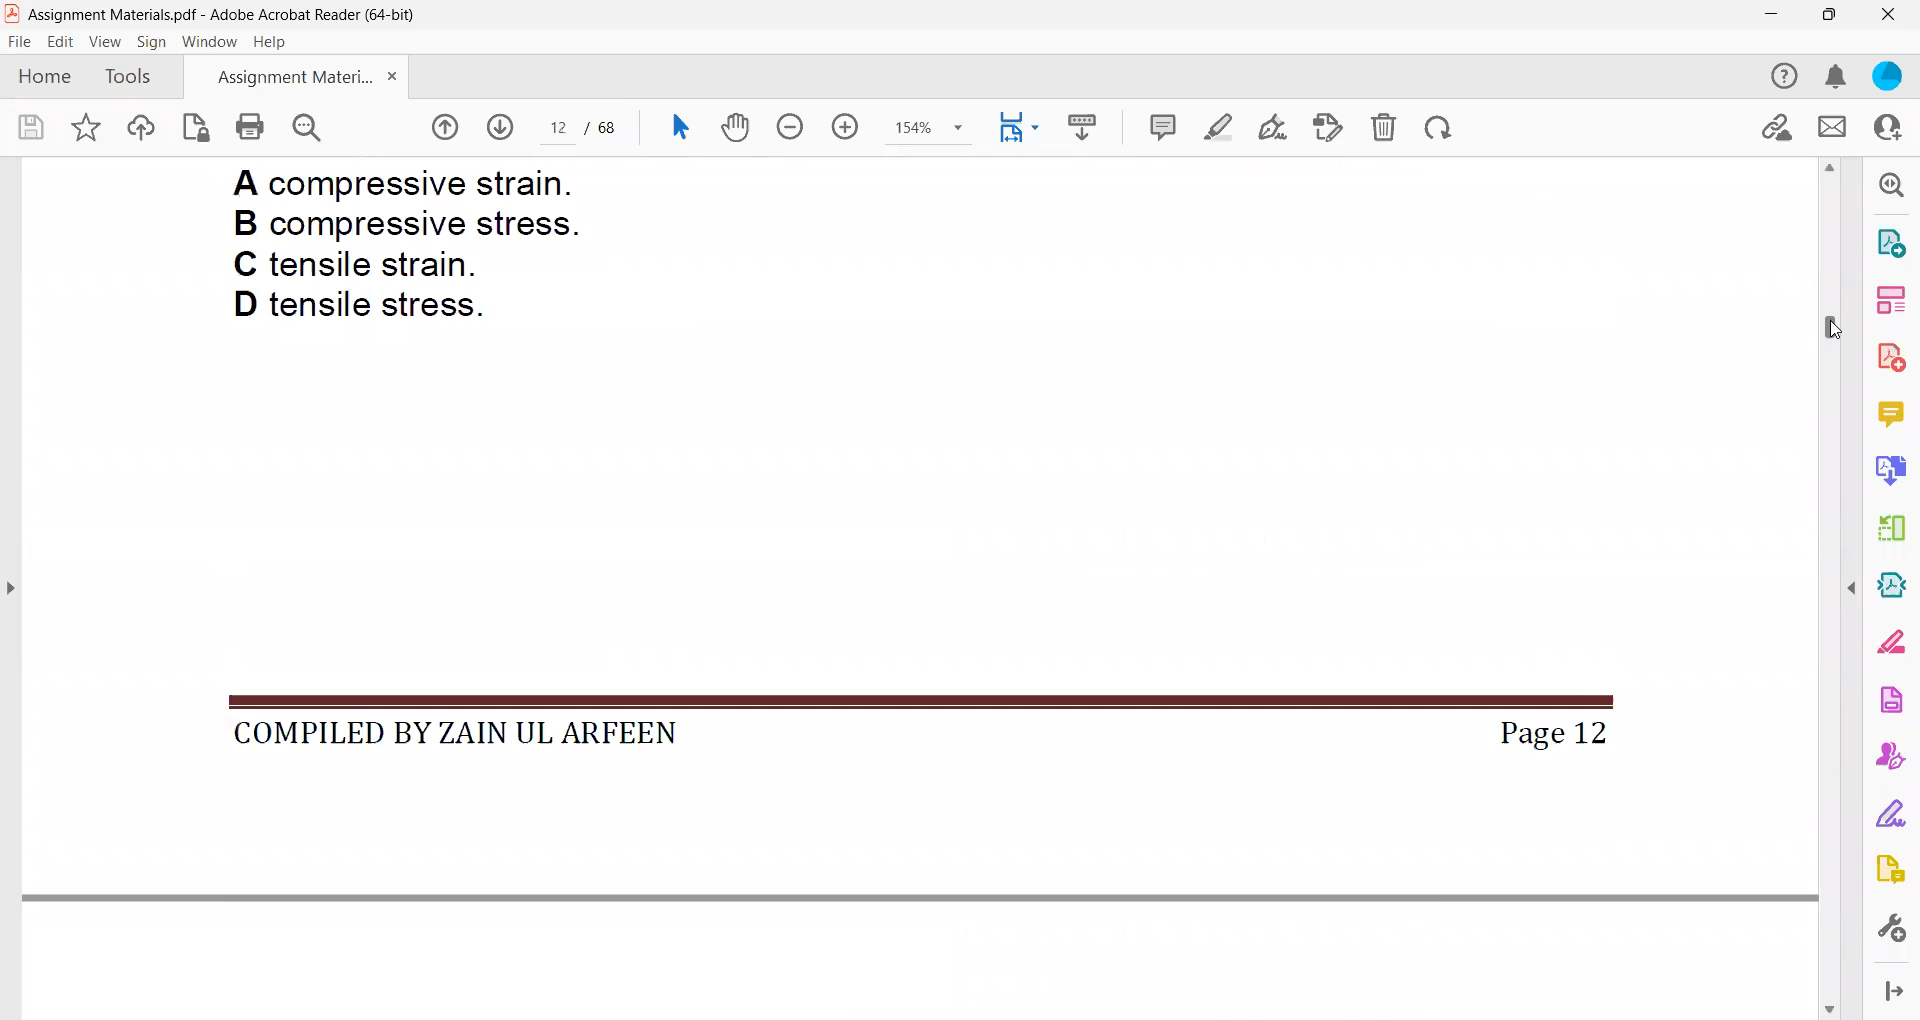 Assignment Materials.pdf - Adobe Acrobat Reader (64-bit)
File Edit View Sign Window Help
Home Tools Assignment Materi... ×
12 / 68 154%
A compressive strain.
B compressive stress.
C tensile strain.
D tensile stress.
COMPILED BY ZAIN UL ARFEEN Page 12